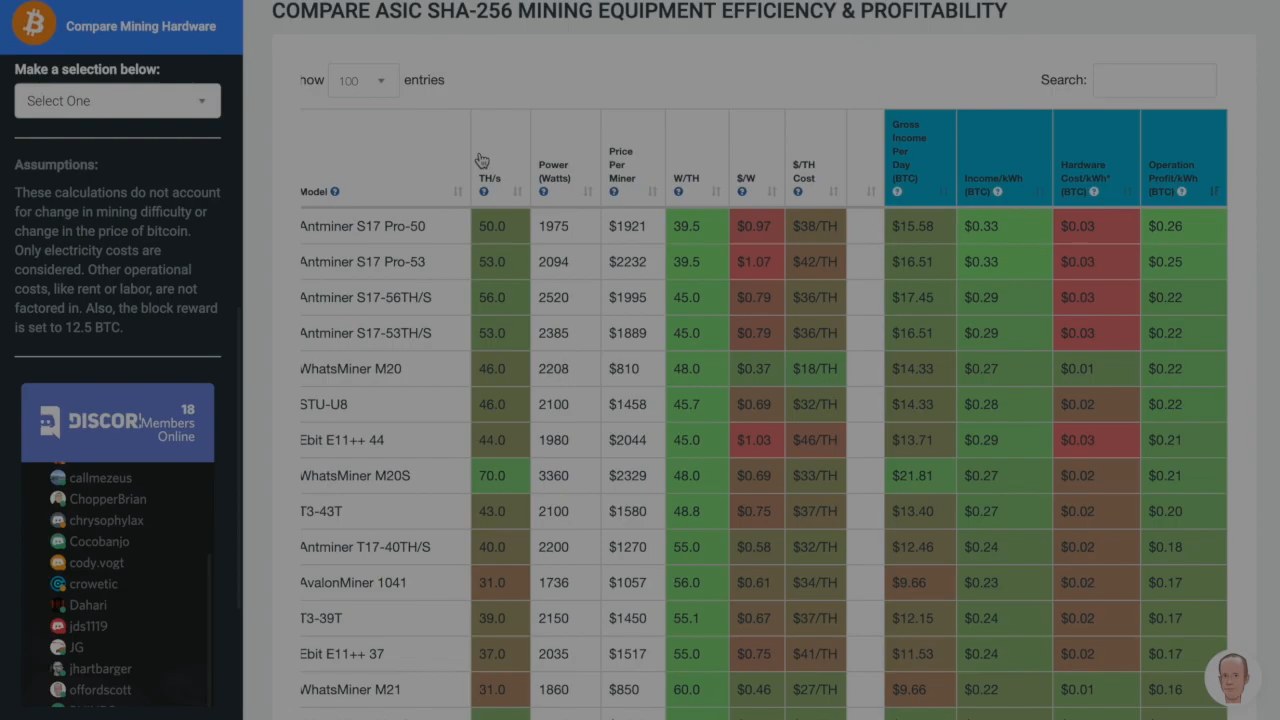 Compare Mining Hardware
Make a selection below:
Select One
Assumptions:
These calculations do not account
for change in mining difficulty or
change in the price of bitcoin.
Only electricity costs are
considered. Other operational
costs, like rent or labor, are not
factored in. Also, the block reward
is set to 12.5 BTC.
DISCOR
18
Members
Online
callmezeus
ChopperBrian
chrysophylax
Cocobanjo
cody.vogt
crowetic
Dahari
jds1119
JG
jhartbarger
offordscott
COMPARE ASIC SHA-256 MINING EQUIPMENT EFFICIENCY & PROFITABILITY
how 100 entries
Search:
Model
TH/s
Power (Watts)
Price Per Miner
W/TH
$/W
$/TH Cost
Gross Income Per Day (BTC)
Income/kWh (BTC)
Hardware Cost/kWh* (BTC)
Operation Profit/kWh (BTC)
Antminer S17 Pro-50 50.0 1975 $1921 39.5 $0.97 $38/TH $15.58 $0.33 $0.03 $0.26
Antminer S17 Pro-53 53.0 2094 $2232 39.5 $1.07 $42/TH $16.51 $0.33 $0.03 $0.25
Antminer S17-56TH/S 56.0 2520 $1995 45.0 $0.79 $36/TH $17.45 $0.29 $0.03 $0.22
Antminer S17-53TH/S 53.0 2385 $1889 45.0 $0.79 $36/TH $16.51 $0.29 $0.03 $0.22
WhatsMiner M20 46.0 2208 $810 48.0 $0.37 $18/TH $14.33 $0.27 $0.01 $0.22
STU-U8 46.0 2100 $1458 45.7 $0.69 $32/TH $14.33 $0.28 $0.02 $0.22
Ebit E11++ 44 44.0 1980 $2044 45.0 $1.03 $46/TH $13.71 $0.29 $0.03 $0.21
WhatsMiner M20S 70.0 3360 $2329 48.0 $0.69 $33/TH $21.81 $0.27 $0.02 $0.21
T3-43T 43.0 2100 $1580 48.8 $0.75 $37/TH $13.40 $0.27 $0.02 $0.20
Antminer T17-40TH/S 40.0 2200 $1270 55.0 $0.58 $32/TH $12.46 $0.24 $0.02 $0.18
AvalonMiner 1041 31.0 1736 $1057 56.0 $0.61 $34/TH $9.66 $0.23 $0.02 $0.17
T3-39T 39.0 2150 $1450 55.1 $0.67 $37/TH $12.15 $0.24 $0.02 $0.17
Ebit E11++ 37 37.0 2035 $1517 55.0 $0.75 $41/TH $11.53 $0.24 $0.02 $0.17
WhatsMiner M21 31.0 1860 $850 60.0 $0.46 $27/TH $9.66 $0.22 $0.01 $0.16